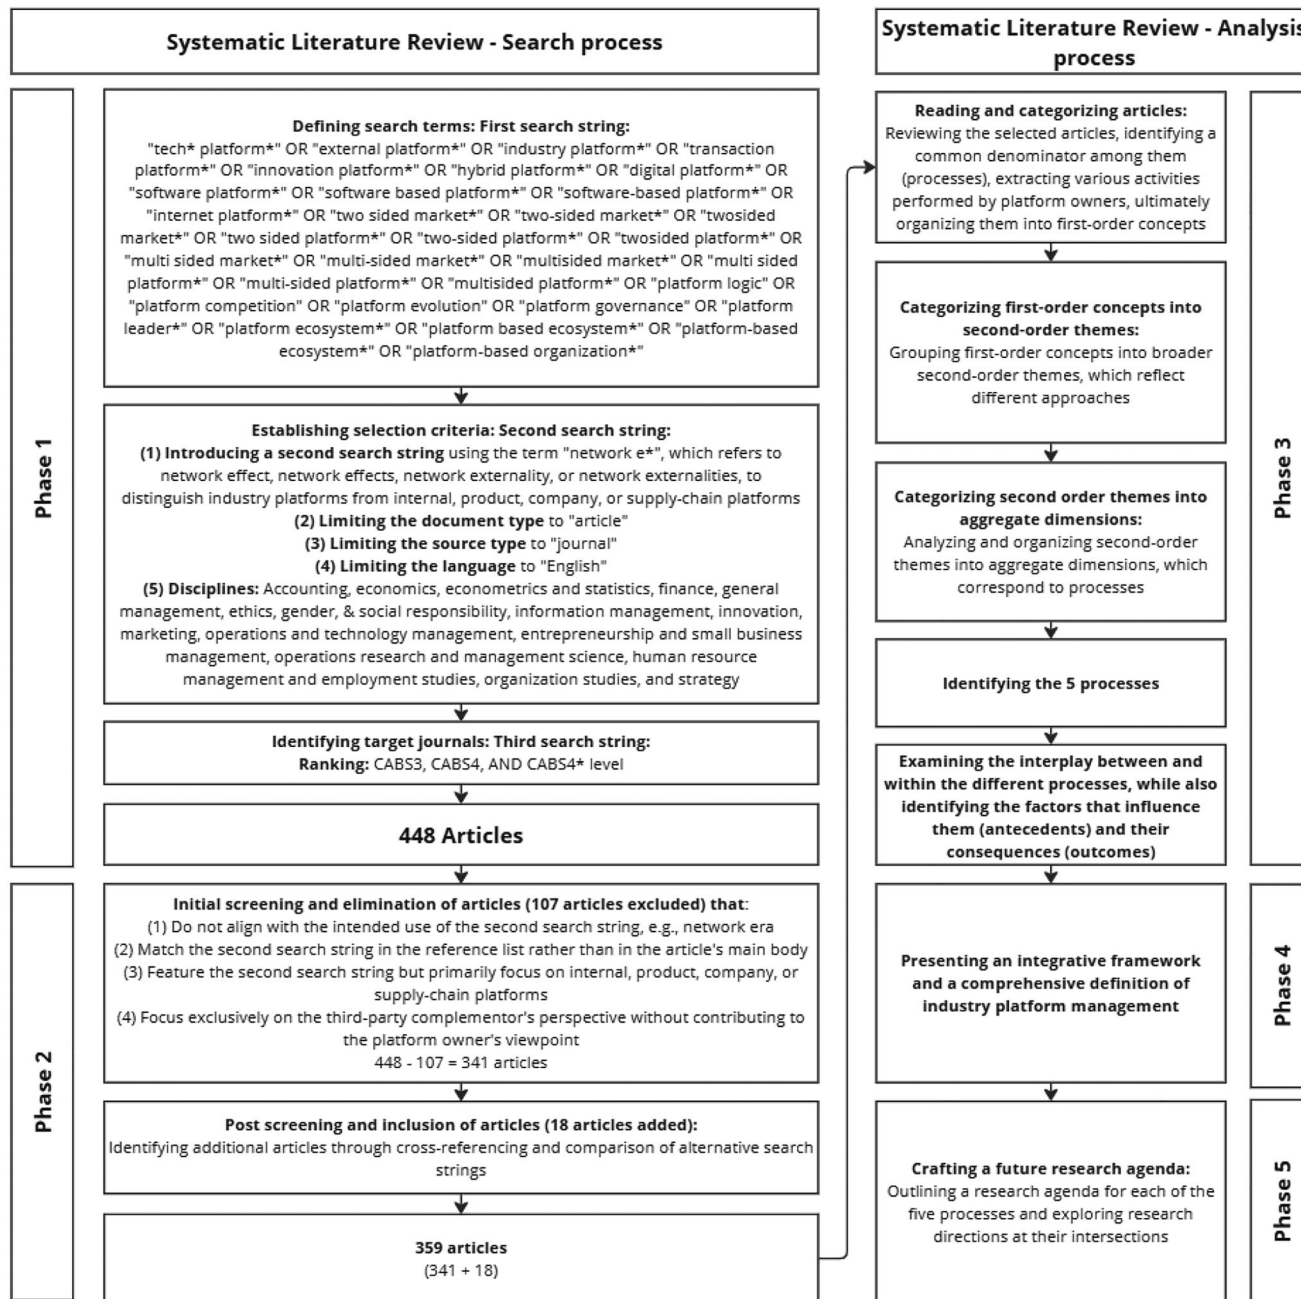 Systematic Literature Review - Search process
Phase 1
Defining search terms: First search string:
"tech* platform*" OR "external platform*" OR "industry platform*" OR "transaction
platform*" OR "innovation platform*" OR "hybrid platform*" OR "digital platform*" OR
"software platform*" OR "software based platform*" OR "software-based platform*" OR
"internet platform*" OR "two sided market*" OR "two-sided market*" OR "twosided
market*" OR "two sided platform*" OR "two-sided platform*" OR "twosided platform*" OR
"multi sided market*" OR "multi-sided market*" OR "multisided market*" OR "multi sided
platform*" OR "multi-sided platform*" OR "multisided platform*" OR "platform logic" OR
"platform competition" OR "platform evolution" OR "platform governance" OR "platform
leader*" OR "platform ecosystem*" OR "platform based ecosystem*" OR "platform-based
ecosystem*" OR "platform-based organization*"
Establishing selection criteria: Second search string:
(1) Introducing a second search string using the term "network e*", which refers to
network effect, network effects, network externality, or network externalities, to
distinguish industry platforms from internal, product, company, or supply-chain platforms
(2) Limiting the document type to "article"
(3) Limiting the source type to "journal"
(4) Limiting the language to "English"
(5) Disciplines: Accounting, economics, econometrics and statistics, finance, general
management, ethics, gender, & social responsibility, information management, innovation,
marketing, operations and technology management, entrepreneurship and small business
management, operations research and management science, human resource
management and employment studies, organization studies, and strategy
Identifying target journals: Third search string:
Ranking: CABS3, CABS4, AND CABS4* level
448 Articles
Phase 2
Initial screening and elimination of articles (107 articles excluded) that:
(1) Do not align with the intended use of the second search string, e.g., network era
(2) Match the second search string in the reference list rather than in the article's main body
(3) Feature the second search string but primarily focus on internal, product, company, or
supply-chain platforms
(4) Focus exclusively on the third-party complementor's perspective without contributing to
the platform owner's viewpoint
448 - 107 = 341 articles
Post screening and inclusion of articles (18 articles added):
Identifying additional articles through cross-referencing and comparison of alternative search
strings
359 articles
(341 + 18)
Systematic Literature Review - Analysis
process
Phase 3
Reading and categorizing articles:
Reviewing the selected articles, identifying a
common denominator among them
(processes), extracting various activities
performed by platform owners, ultimately
organizing them into first-order concepts
Categorizing first-order concepts into
second-order themes:
Grouping first-order concepts into broader
second-order themes, which reflect
different approaches
Categorizing second order themes into
aggregate dimensions:
Analyzing and organizing second-order
themes into aggregate dimensions, which
correspond to processes
Identifying the 5 processes
Examining the interplay between and
within the different processes, while also
identifying the factors that influence
them (antecedents) and their
consequences (outcomes)
Phase 4
Presenting an integrative framework
and a comprehensive definition of
industry platform management
Phase 5
Crafting a future research agenda:
Outlining a research agenda for each of the
five processes and exploring research
directions at their intersections